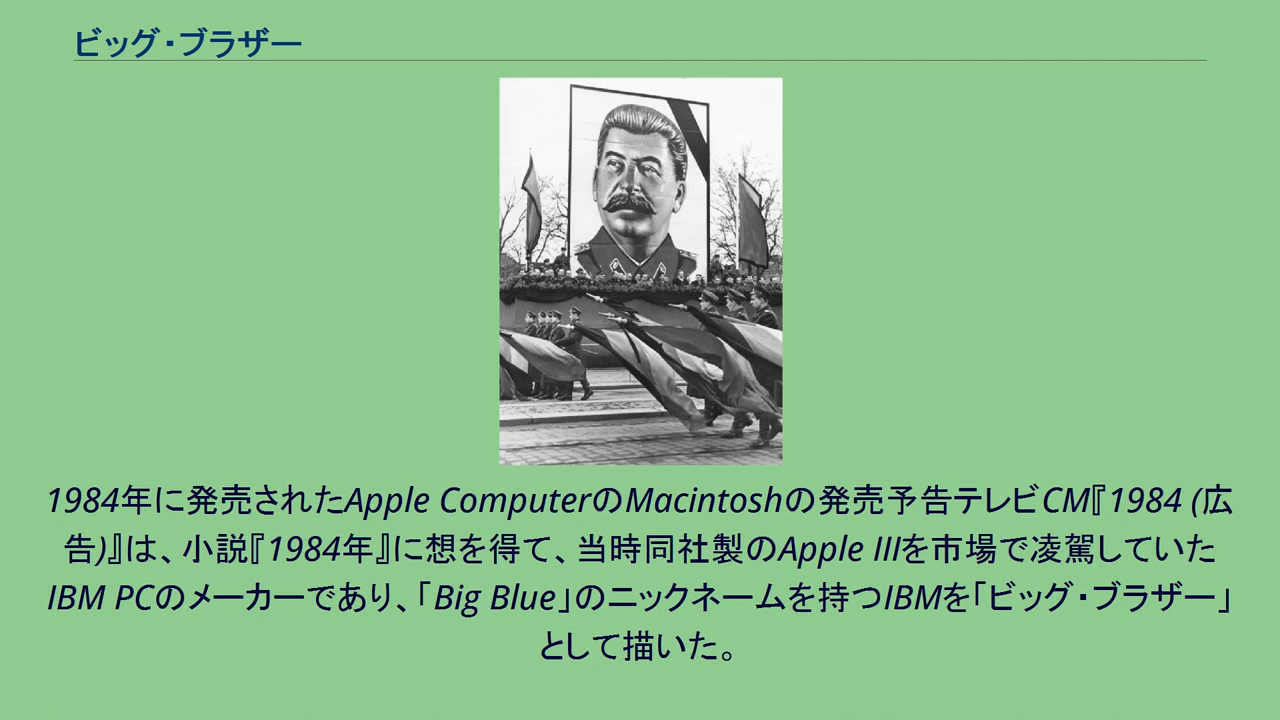 ビッグ・ブラザー
1984年に発売されたApple ComputerのMacintoshの発売予告テレビCM『1984 (広
告)』は、小説『1984年』に想を得て、当時同社製のApple IIIを市場で凌駕していた
IBM PCのメーカーであり、「Big Blue」のニックネームを持つIBMを「ビッグ・ブラザー」
として描いた。